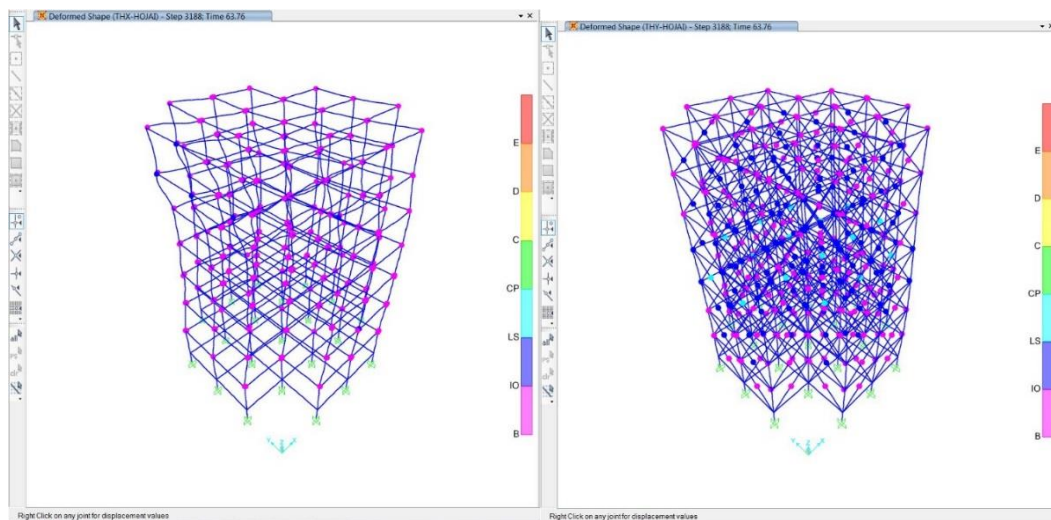 Deformed Shape (THX-HOJAI) - Step 3188; Time 63.76
E
D
C
CP
LS
IO
B
Right Click on any joint for displacement values
Deformed Shape (THY-HOJAI) - Step 3188; Time 63.76
E
D
C
CP
LS
IO
B
Right Click on any joint for displacement values